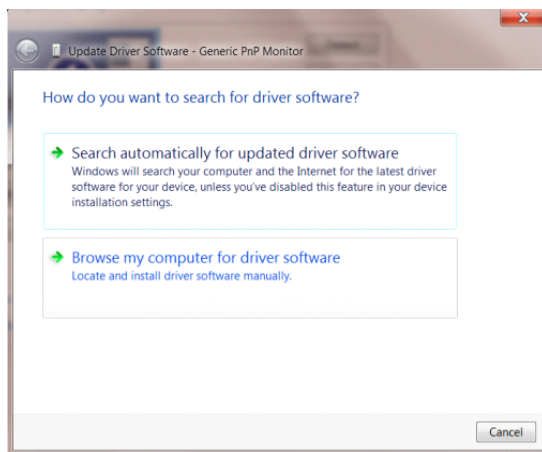 Update Driver Software - Generic PnP Monitor
How do you want to search for driver software?
Search automatically for updated driver software
Windows will search your computer and the Internet for the latest driver
software for your device, unless you've disabled this feature in your device
installation settings.
Browse my computer for driver software
Locate and install driver software manually.
Cancel